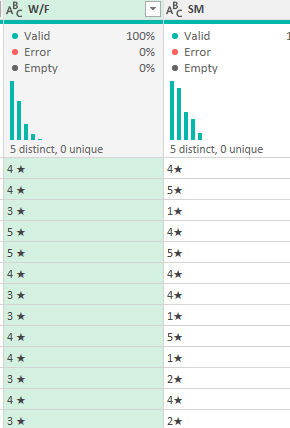 ABC W/F ABC SM
Valid 100% Valid
Error 0% Error
Empty 0% Empty
5 distinct, 0 unique 5 distinct, 0 unique
4 ★ 4★
4 ★ 5★
3 ★ 1★
5 ★ 4★
5 ★ 5★
4 ★ 4★
3 ★ 4★
3 ★ 1★
4 ★ 5★
4 ★ 1★
3 ★ 2★
4 ★ 4★
3 ★ 2★